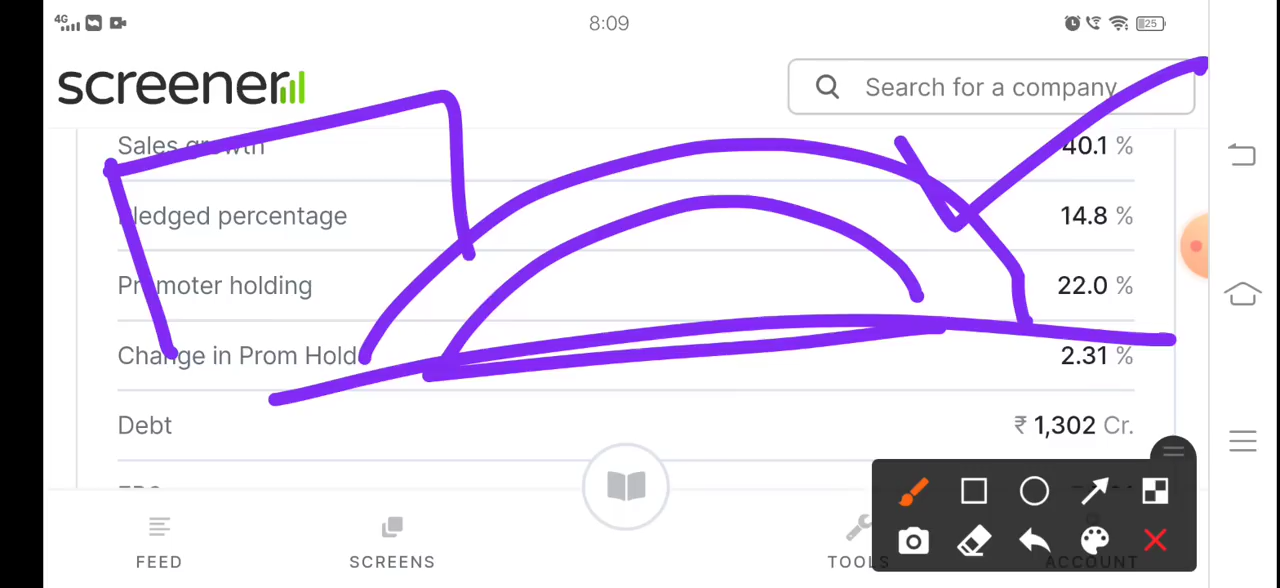 4G 8:09 25
screener
Search for a company
Sales growth 40.1 %
Pledged percentage 14.8 %
Promoter holding 22.0 %
Change in Prom Hold 2.31 %
Debt ₹ 1,302 Cr.
FEED SCREENS TOOLS ACCOUNT